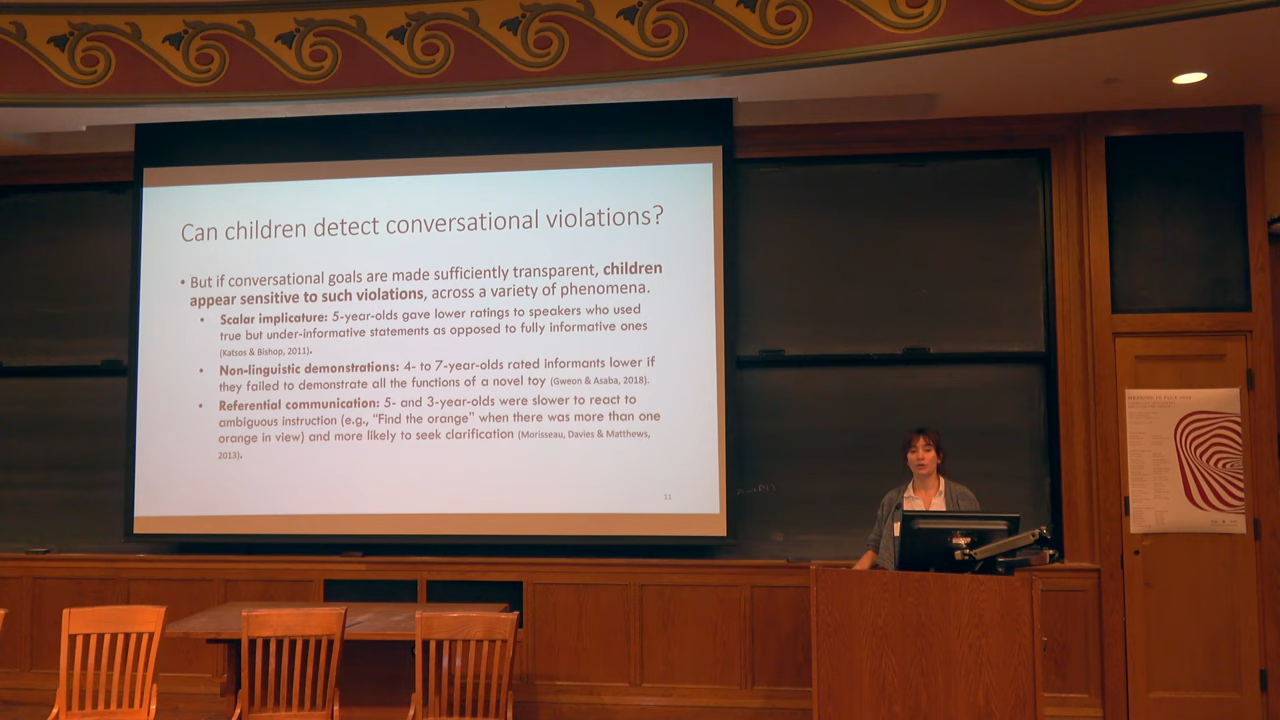 Can children detect conversational violations?
• But if conversational goals are made sufficiently transparent, children
appear sensitive to such violations, across a variety of phenomena.
• Scalar implicature: 5-year-olds gave lower ratings to speakers who used
true but under-informative statements as opposed to fully informative ones
(Katsos & Bishop, 2011).
• Non-linguistic demonstrations: 4- to 7-year-olds rated informants lower if
they failed to demonstrate all the functions of a novel toy (Gweon & Asaba, 2018).
• Referential communication: 5- and 3-year-olds were slower to react to
ambiguous instruction (e.g., “Find the orange” when there was more than one
orange in view) and more likely to seek clarification (Morisseau, Davies & Matthews,
2013).
11